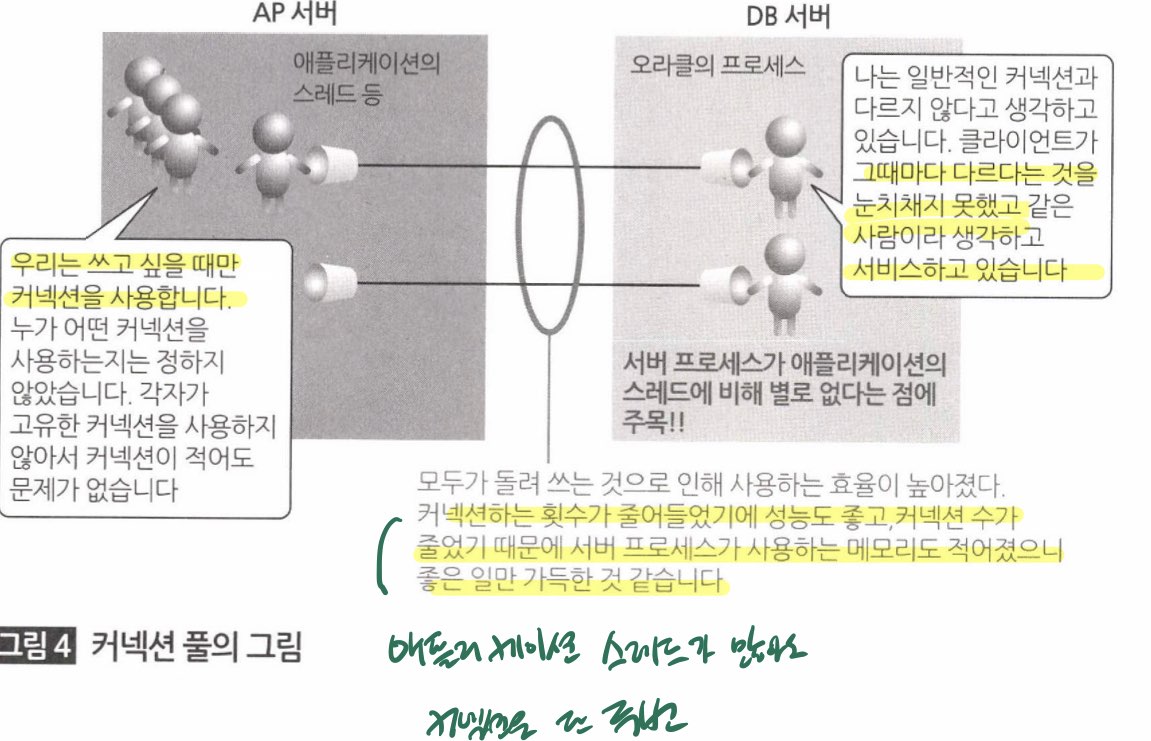 AP 서버
DB 서버
애플리케이션의
스레드 등
오라클의 프로세스
나는 일반적인 커넥션과
다르지 않다고 생각하고
있습니다. 클라이언트가
그때마다 다르다는 것을
눈치채지 못했고 같은
사람이라 생각하고
서비스하고 있습니다
우리는 쓰고 싶을 때만
커넥션을 사용합니다.
누가 어떤 커넥션을
사용하는지는 정하지
않았습니다. 각자가
고유한 커넥션을 사용하지
않아서 커넥션이 적어도
문제가 없습니다
서버 프로세스가 애플리케이션의
스레드에 비해 별로 없다는 점에
주목!!
모두가 돌려 쓰는 것으로 인해 사용하는 효율이 높아졌다.
커넥션하는 횟수가 줄어들었기에 성능도 좋고,커넥션 수가
줄었기 때문에 서버 프로세스가 사용하는 메모리도 적어졌으니
좋은 일만 가득한 것 같습니다
그림 4 커넥션 풀의 그림
애플리케이션 스레드가 많아도
커넥션은